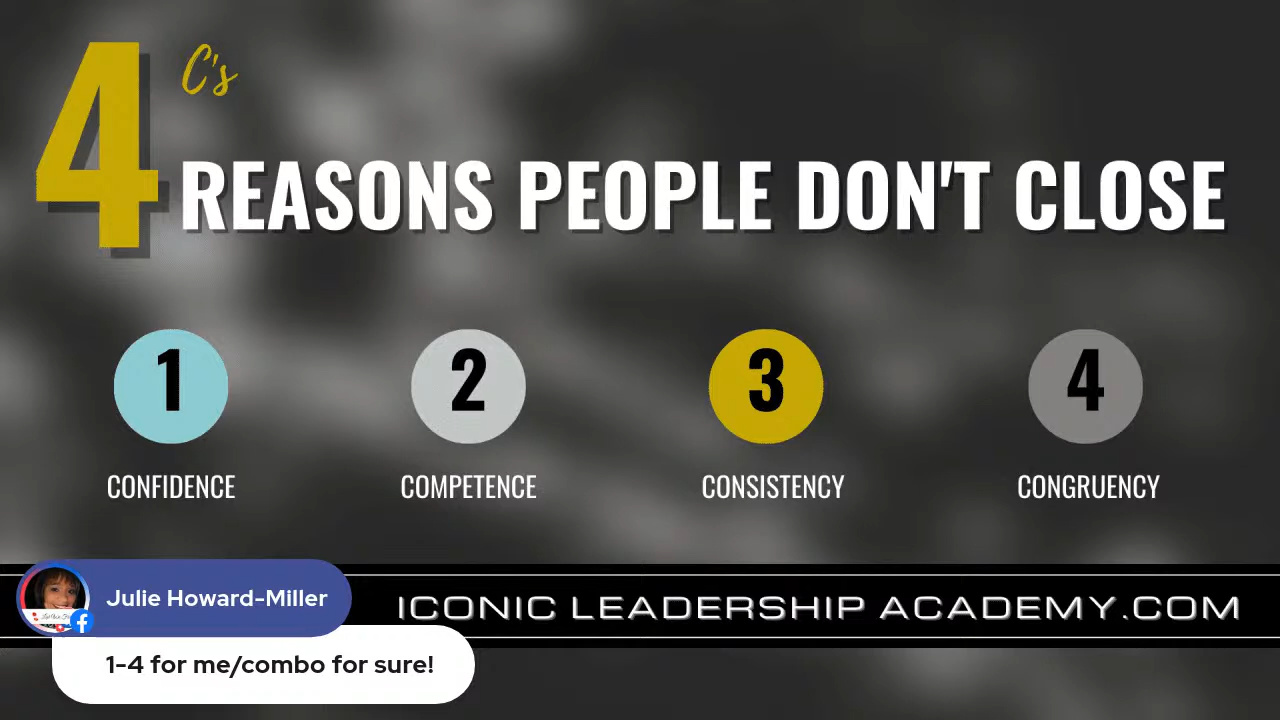 4 C's
REASONS PEOPLE DON'T CLOSE
1
2
3
4
CONFIDENCE
COMPETENCE
CONSISTENCY
CONGRUENCY
Julie Howard-Miller
ICONIC LEADERSHIP ACADEMY.COM
1-4 for me/combo for sure!